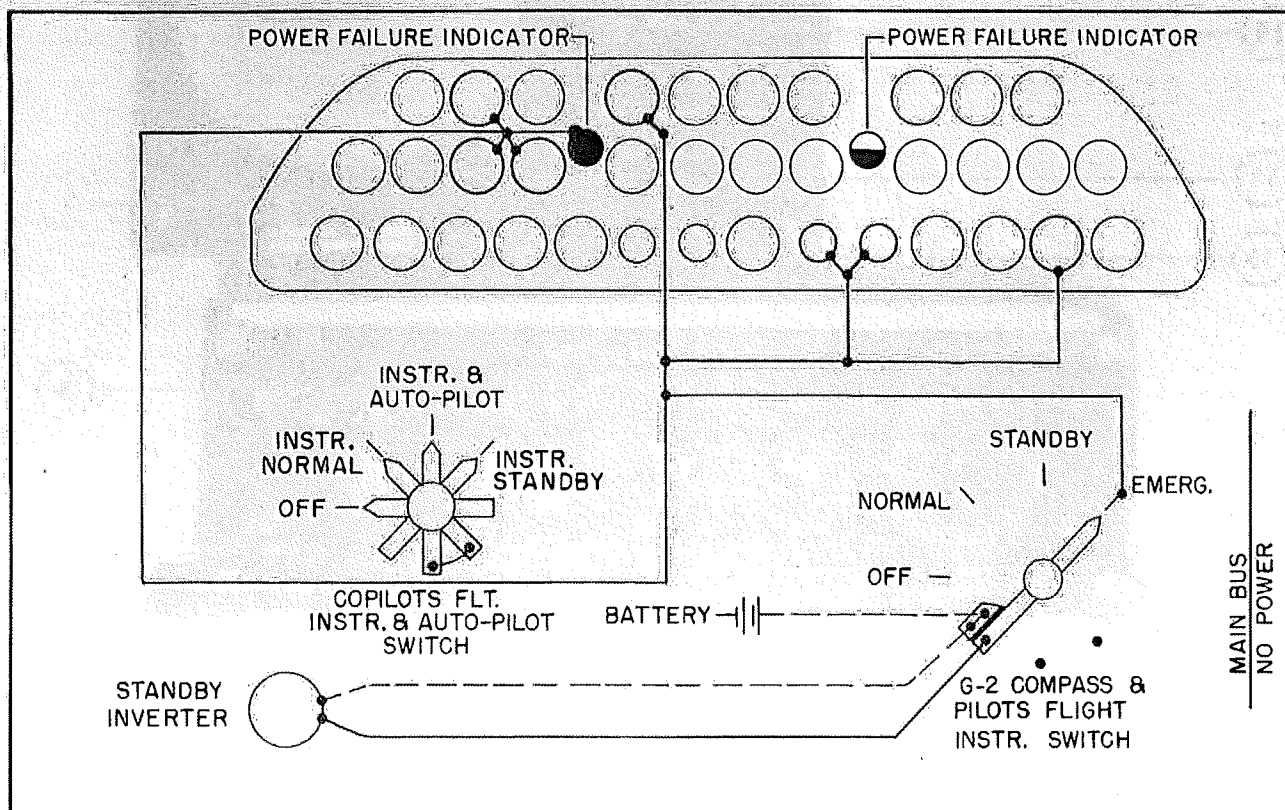 POWER FAILURE INDICATOR
POWER FAILURE INDICATOR
INSTR. &
AUTO-PILOT
INSTR.
NORMAL
INSTR.
STANDBY
OFF
COPILOTS FLT.
INSTR. & AUTO-PILOT
SWITCH
STANDBY
NORMAL
EMERG.
OFF
BATTERY
STANDBY
INVERTER
G-2 COMPASS &
PILOTS FLIGHT
INSTR. SWITCH
MAIN BUS
NO POWER